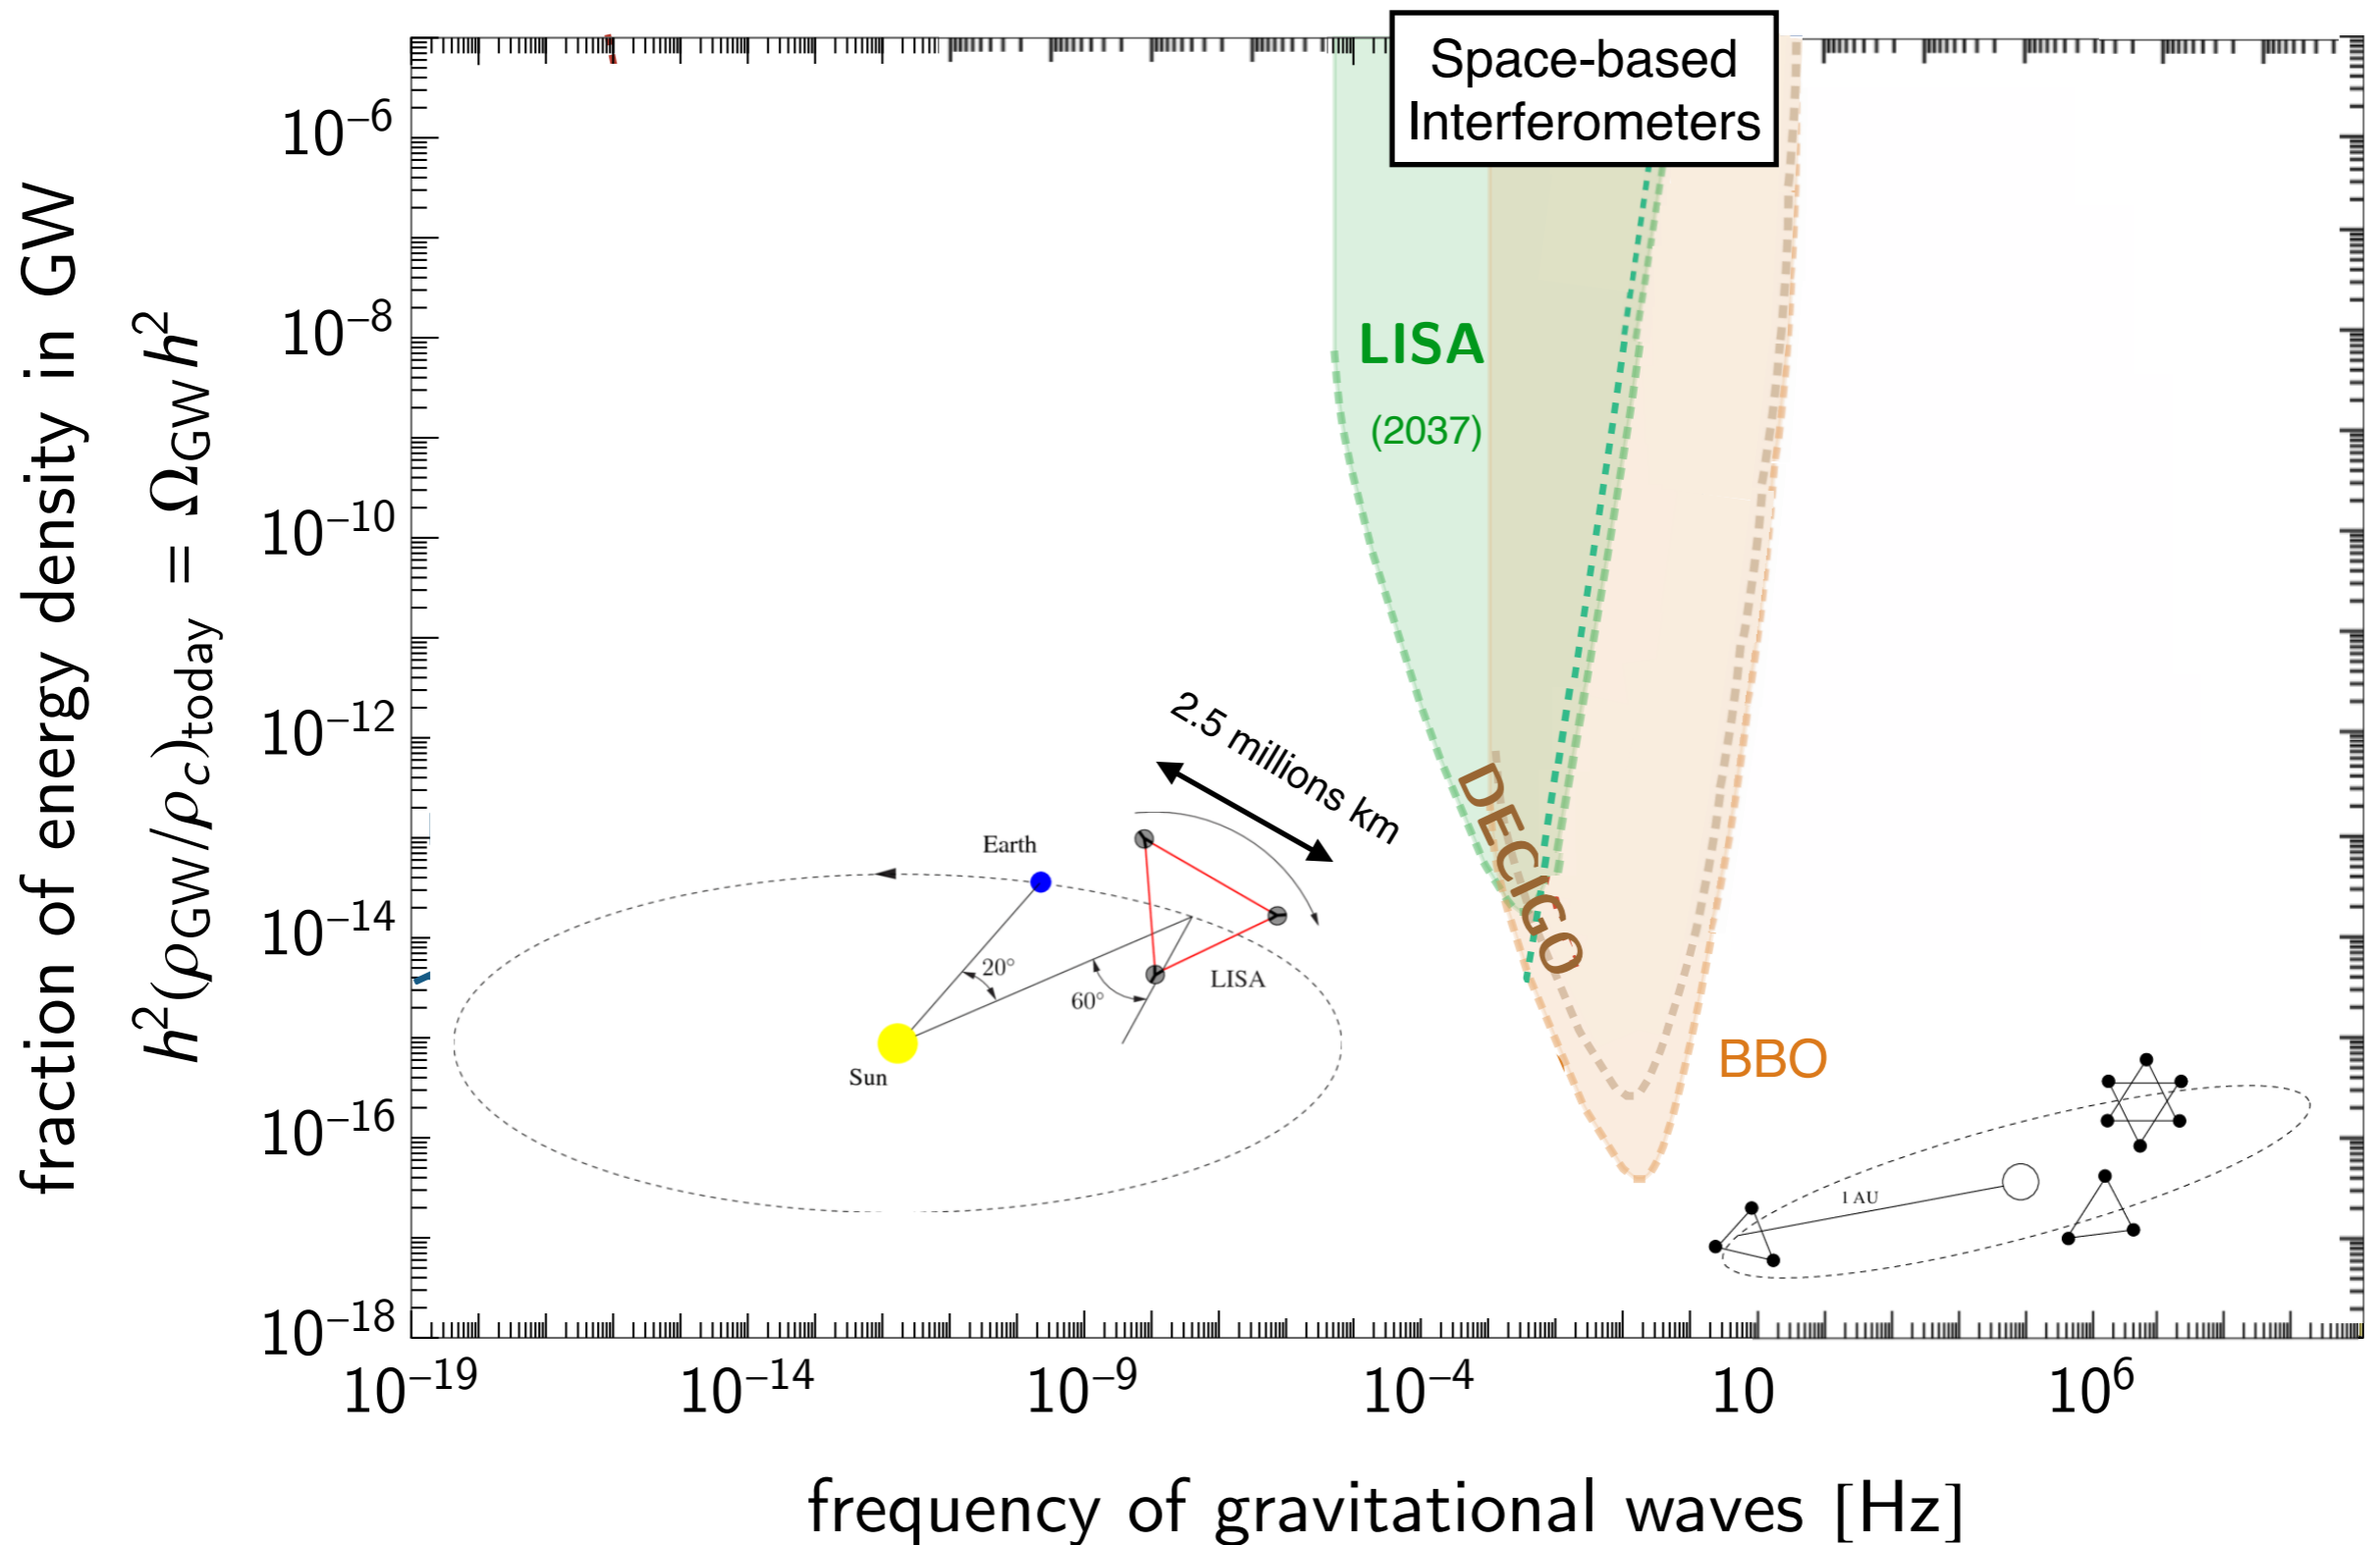 Space-based
Interferometers
fraction of energy density in GW
h²(ρGW/ρc)today = ΩGW h²
10⁻⁶
10⁻⁸
10⁻¹⁰
10⁻¹²
10⁻¹⁴
10⁻¹⁶
10⁻¹⁸
LISA
(2037)
2.5 millions km
DECIGO
Earth
20°
60°
LISA
Sun
BBO
1 AU
10⁻¹⁹
10⁻¹⁴
10⁻⁹
10⁻⁴
10
10⁶
frequency of gravitational waves [Hz]